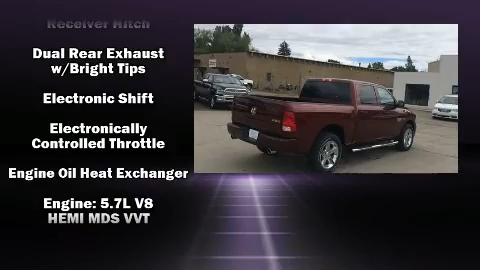 Receiver Hitch
Dual Rear Exhaust
w/Bright Tips
Electronic Shift
Electronically
Controlled Throttle
Engine Oil Heat Exchanger
Engine: 5.7L V8
HEMI MDS VVT